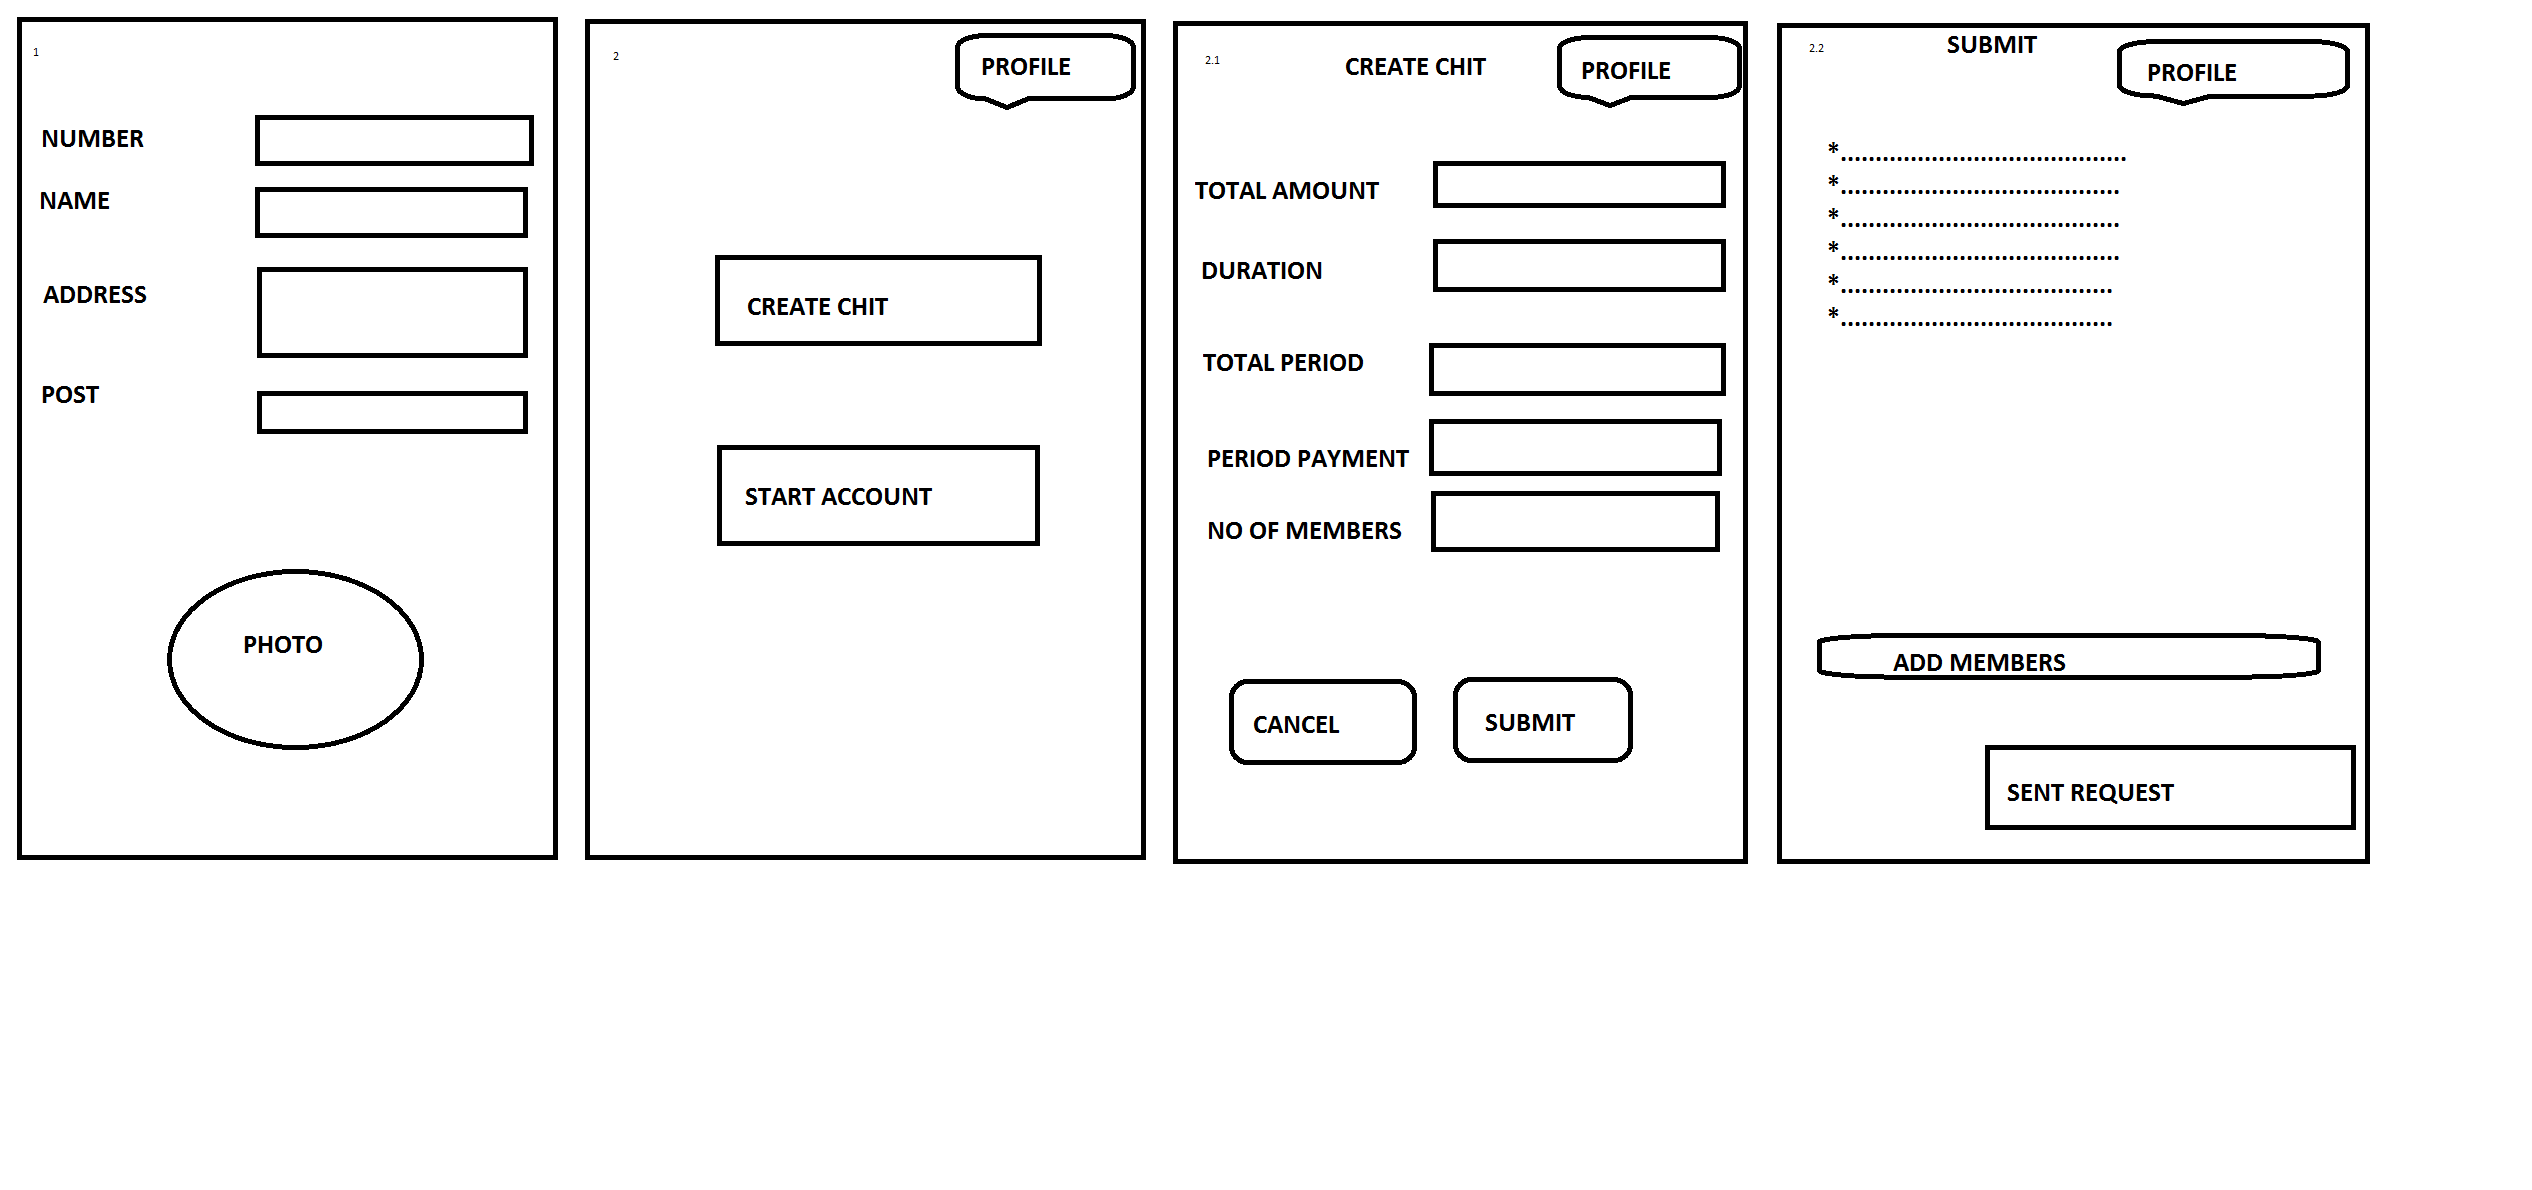 1
NUMBER
NAME
ADDRESS
POST
PHOTO
2
PROFILE
CREATE CHIT
START ACCOUNT
2.1
CREATE CHIT
PROFILE
TOTAL AMOUNT
DURATION
TOTAL PERIOD
PERIOD PAYMENT
NO OF MEMBERS
CANCEL
SUBMIT
2.2
SUBMIT
PROFILE
*.........................................
*........................................
*........................................
*........................................
*.......................................
*.......................................
ADD MEMBERS
SENT REQUEST